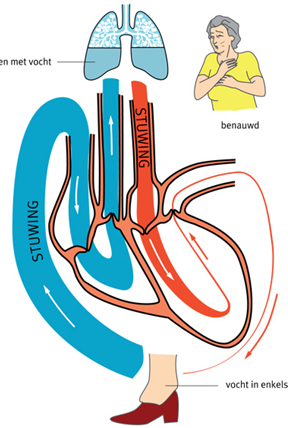 en met vocht
benauwd
STUWING
STUWING
vocht in enkels